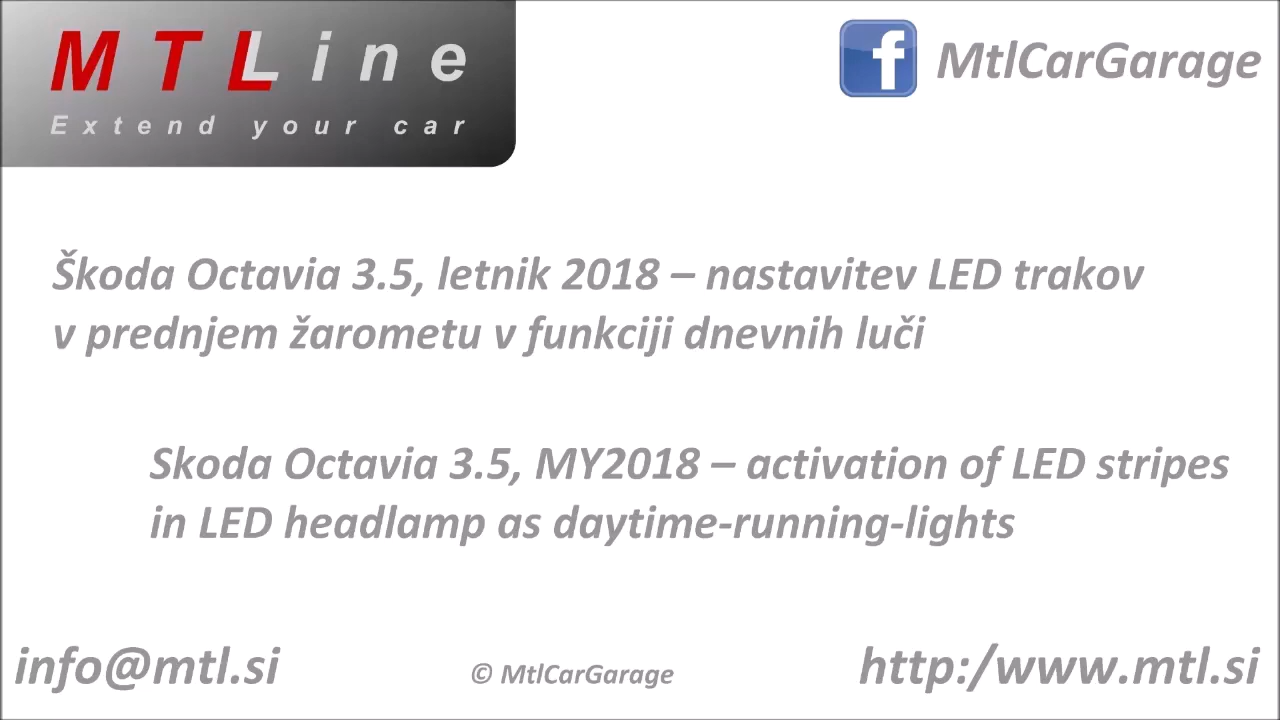 MTLine
Extend your car
f MtlCarGarage
Škoda Octavia 3.5, letnik 2018 – nastavitev LED trakov
v prednjem žarometu v funkciji dnevnih luči
Skoda Octavia 3.5, MY2018 – activation of LED stripes
in LED headlamp as daytime-running-lights
info@mtl.si
© MtlCarGarage
http:/www.mtl.si